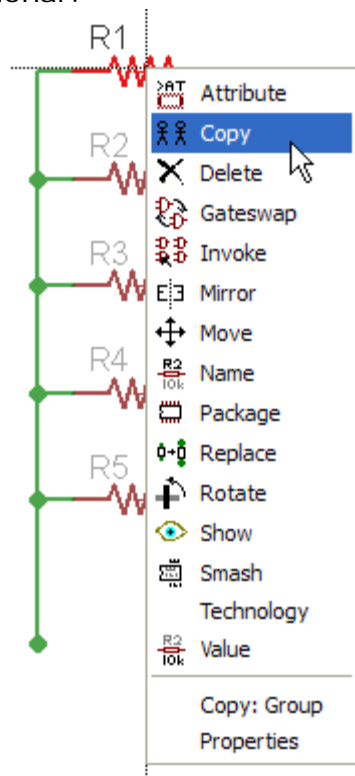 R1
R2
R3
R4
R5
Attribute
Copy
Delete
Gateswap
Invoke
Mirror
Move
Name
Package
Replace
Rotate
Show
Smash
Technology
Value
Copy: Group
Properties